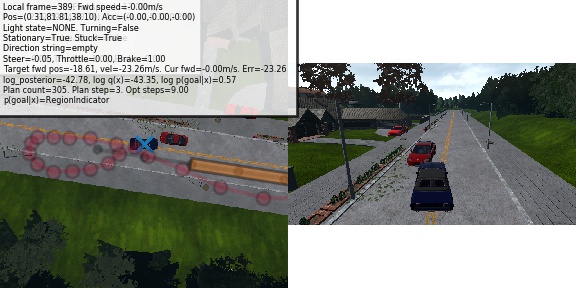 Local frame=389. Fwd speed=-0.00m/s
Pos=(0.31,81.81,38.10). Acc=(-0.00,-0.00,-0.00)
Light state=NONE. Turning=False
Stationary=True. Stuck=True
Direction string=empty
Steer=-0.05, Throttle=0.00, Brake=1.00
Target fwd pos=-18.61, vel=-23.26m/s. Cur fwd=-0.00m/s. Err=-23.26
log_posterior=-42.78, log q(x)=-43.35, log p(goal|x)=0.57
Plan count=305. Plan step=3. Opt steps=9.00
p(goal|x)=RegionIndicator